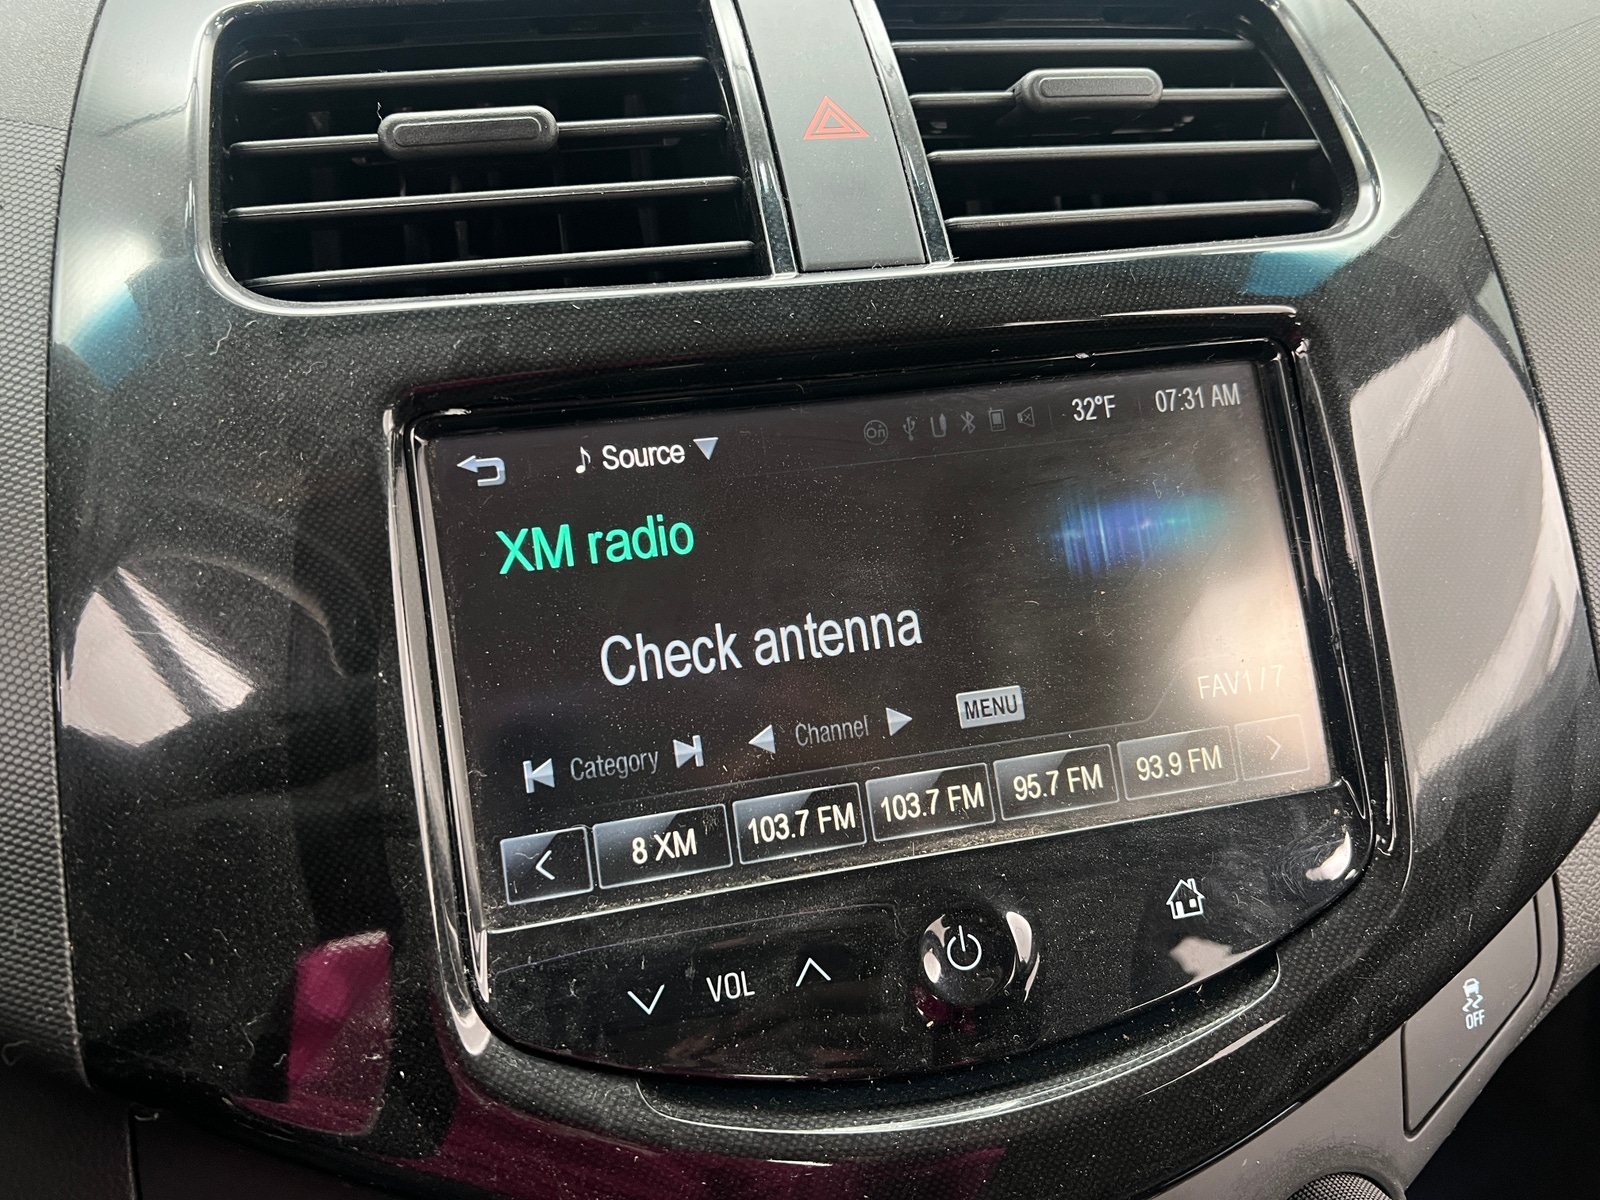 On
32°F
07:31 AM
Source
XM radio
Check antenna
FAV1 / 7
Category
Channel
MENU
8 XM
103.7 FM
103.7 FM
95.7 FM
93.9 FM
VOL
OFF